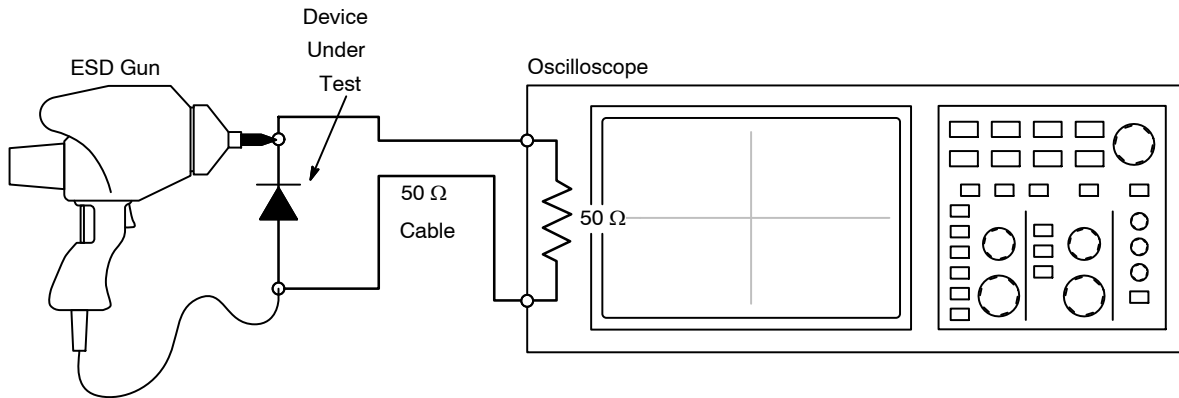 Device
Under
Test
ESD Gun
Oscilloscope
50 Ω
Cable
50 Ω